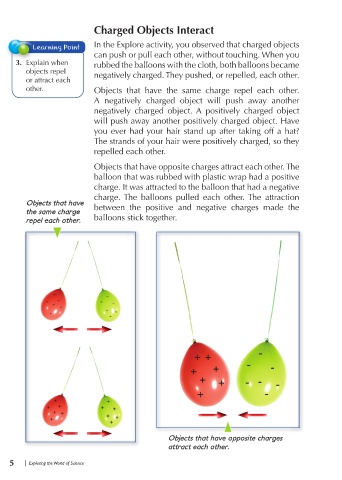 Charged Objects Interact
Learning Point
3. Explain when
objects repel
or attract each
other.
In the Explore activity, you observed that charged objects
can push or pull each other, without touching. When you
rubbed the balloons with the cloth, both balloons became
negatively charged. They pushed, or repelled, each other.
Objects that have the same charge repel each other.
A negatively charged object will push away another
negatively charged object. A positively charged object
will push away another positively charged object. Have
you ever had your hair stand up after taking off a hat?
The strands of your hair were positively charged, so they
repelled each other.
Objects that have opposite charges attract each other. The
balloon that was rubbed with plastic wrap had a positive
charge. It was attracted to the balloon that had a negative
charge. The balloons pulled each other. The attraction
between the positive and negative charges made the
balloons stick together.
Objects that have
the same charge
repel each other.
Objects that have opposite charges
attract each other.
5 | Exploring the World of Science